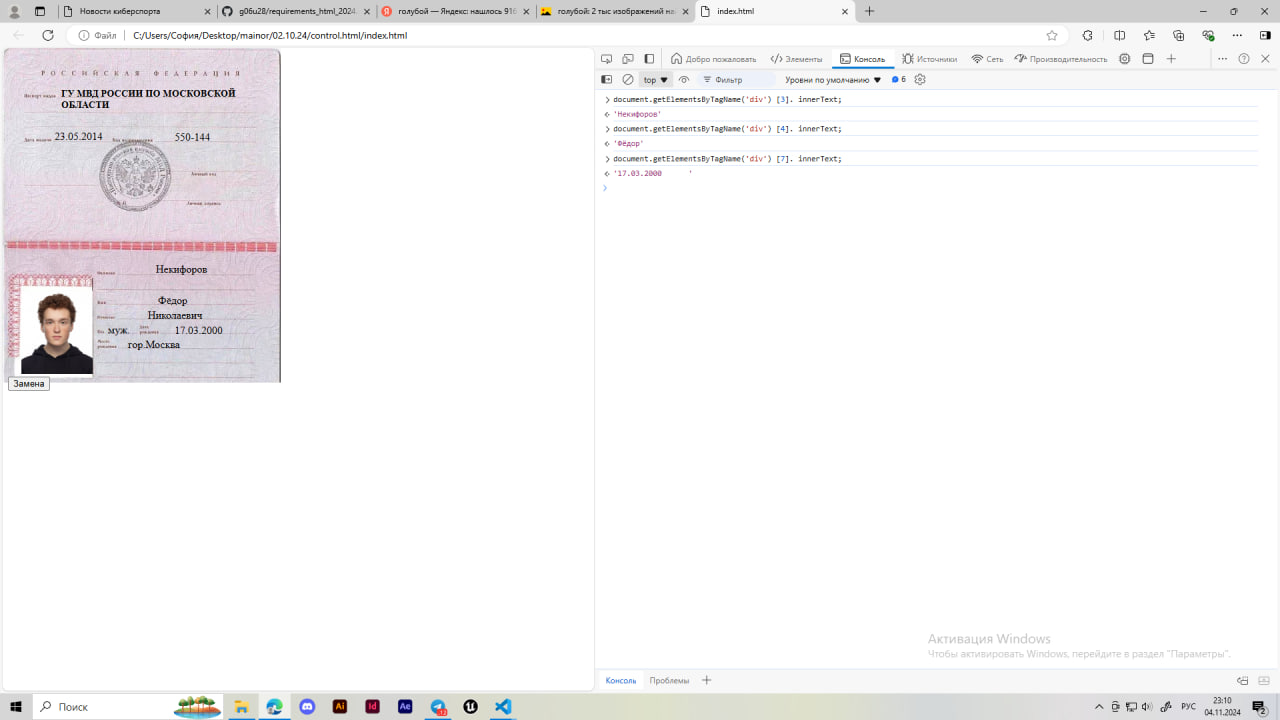 Новости киберспорта
g06u28/requirements_html_2024
голубой — Яндекс: нашлось 916
голубой: 2 тыс изображений на
index.html
Файл
C:/Users/София/Desktop/mainor/02.10.24/control.html/index.html
РОССИЙСКАЯ ФЕДЕРАЦИЯ
Паспорт выдан
ГУ МВД РОССИИ ПО МОСКОВСКОЙ
ОБЛАСТИ
Дата выдачи
23.05.2014
Код подразделения
550-144
Личный код
Личная подпись
Фамилия
Некифоров
Имя
Фёдор
Отчество
Николаевич
Пол
муж.
Дата
рождения
17.03.2000
Место
рождения
гор.Москва
Замена
Добро пожаловать
Элементы
Консоль
Источники
Сеть
Производительность
top
Фильтр
Уровни по умолчанию
6
document.getElementsByTagName('div') [3]. innerText;
'Некифоров'
document.getElementsByTagName('div') [4]. innerText;
'Фёдор'
document.getElementsByTagName('div') [7]. innerText;
'17.03.2000      '
Активация Windows
Чтобы активировать Windows, перейдите в раздел "Параметры".
Консоль
Проблемы
Поиск
Ai
Id
Ae
РУС
23:10
04.11.2024
2